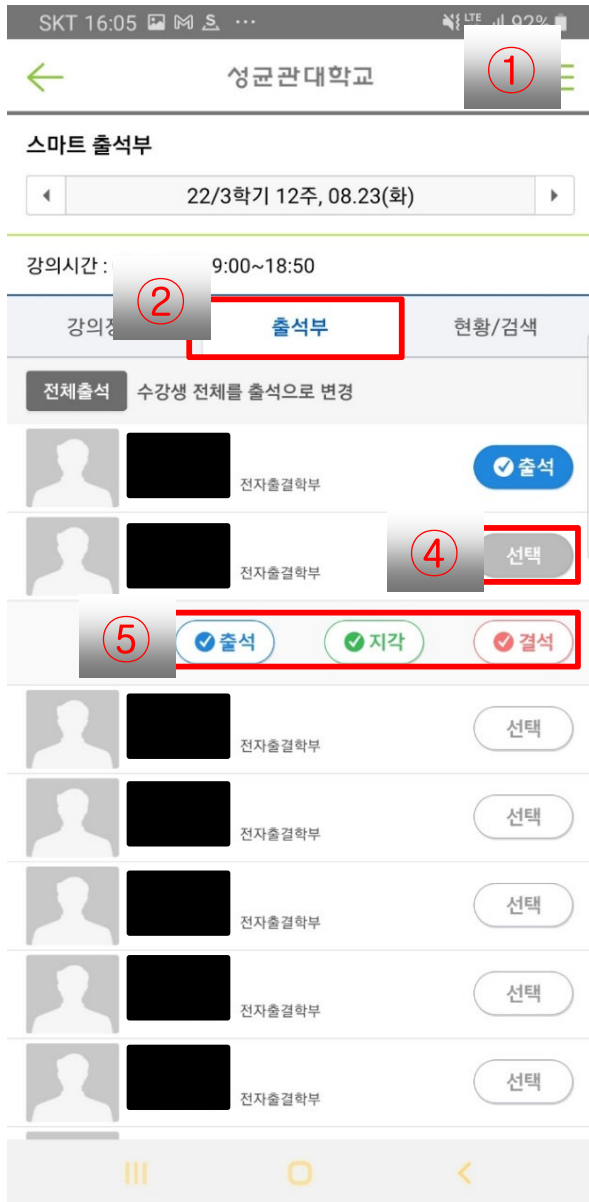 SKT 16:05 ··· LTE 92%
성균관대학교 ①
스마트 출석부
22/3학기 12주, 08.23(화)
강의시간 : 9:00~18:50
② 출석부 현황/검색
전체출석 수강생 전체를 출석으로 변경
출석
전자출결학부
④ 선택
전자출결학부
⑤ 출석 지각 결석
선택
전자출결학부
선택
전자출결학부
선택
전자출결학부
선택
전자출결학부
선택
전자출결학부